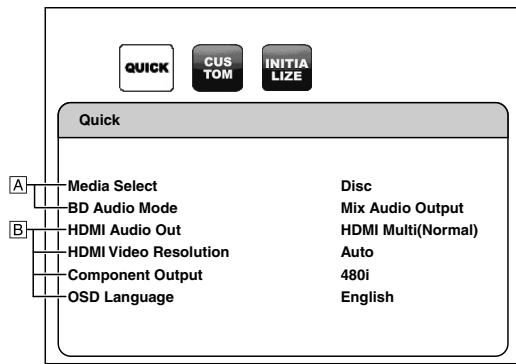 QUICK
CUS
TOM
INITIA
LIZE
Quick
A
Media Select Disc
BD Audio Mode Mix Audio Output
B
HDMI Audio Out HDMI Multi(Normal)
HDMI Video Resolution Auto
Component Output 480i
OSD Language English